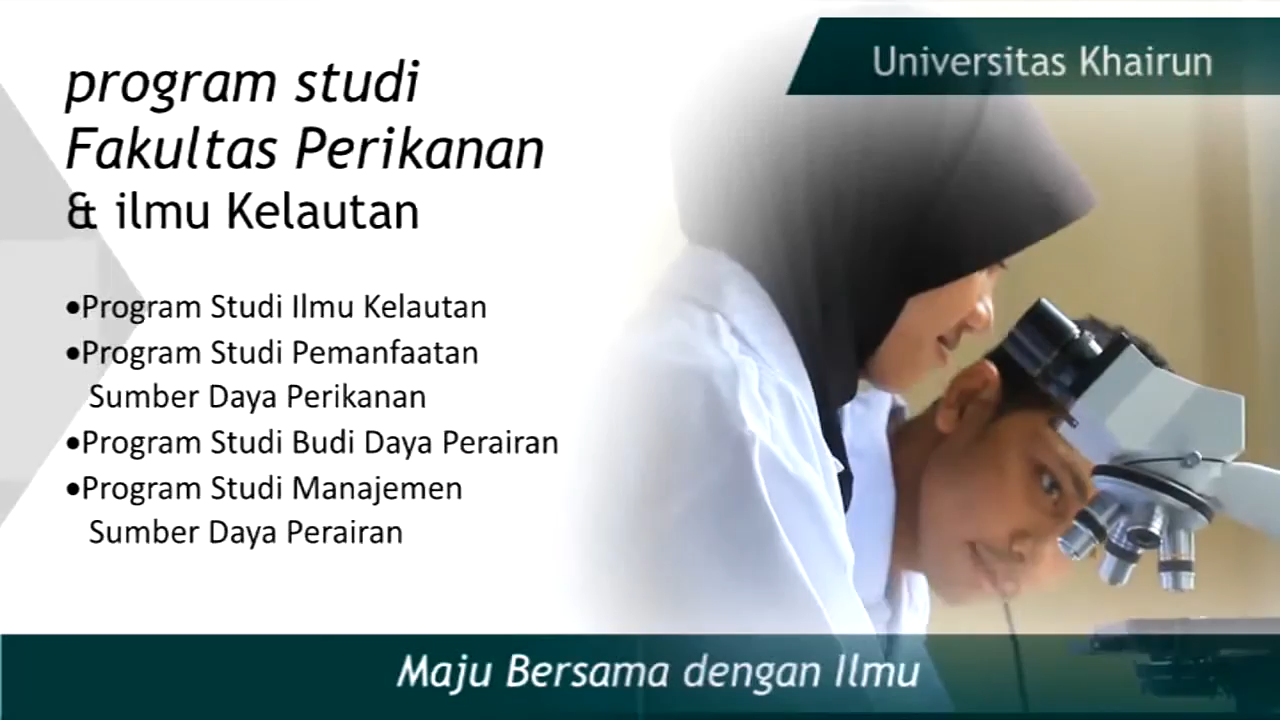 Universitas Khairun
program studi
Fakultas Perikanan
& ilmu Kelautan
•Program Studi Ilmu Kelautan
•Program Studi Pemanfaatan
Sumber Daya Perikanan
•Program Studi Budi Daya Perairan
•Program Studi Manajemen
Sumber Daya Perairan
Maju Bersama dengan Ilmu